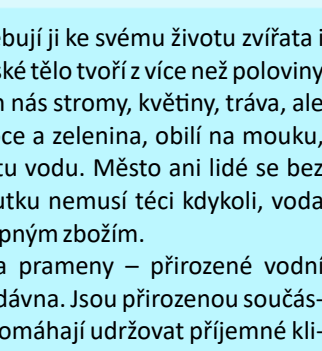 ebují ji ke svému životu zvířata i
ské tělo tvoří z více než poloviny
nás stromy, květiny, tráva, ale
ce a zelenina, obilí na mouku,
tu vodu. Město ani lidé se bez
utku nemusí téci kdykoli, voda
pným zbožím.
a prameny – přirozené vodní
dávna. Jsou přirozenou součás-
omáhají udržovat příjemné kli-